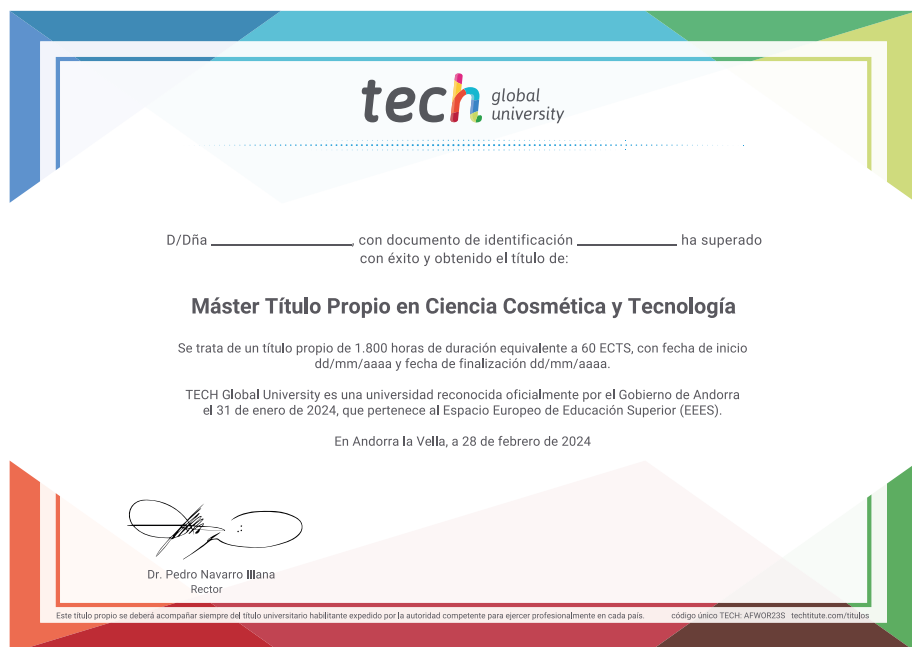 tech global university
D/Dña ____________________, con documento de identificación ______________ ha superado
con éxito y obtenido el título de:
Máster Título Propio en Ciencia Cosmética y Tecnología
Se trata de un título propio de 1.800 horas de duración equivalente a 60 ECTS, con fecha de inicio
dd/mm/aaaa y fecha de finalización dd/mm/aaaa.
TECH Global University es una universidad reconocida oficialmente por el Gobierno de Andorra
el 31 de enero de 2024, que pertenece al Espacio Europeo de Educación Superior (EEES).
En Andorra la Vella, a 28 de febrero de 2024
Dr. Pedro Navarro Illana
Rector
Este título propio se deberá acompañar siempre del título universitario habilitante expedido por la autoridad competente para ejercer profesionalmente en cada país. código único TECH: AFWOR23S techtitute.com/titulos